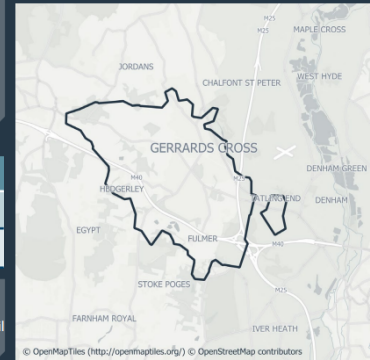 M25
MAPLE CROSS
JORDANS
M25
WEST HYDE
CHALFONT ST PETER
GERRARDS CROSS
DENHAM GREEN
M40
M25
HEDGERLEY
TATLING END
DENHAM
EGYPT
FULMER
M40
STOKE POGES
M25
FARNHAM ROYAL
IVER HEATH
© OpenMapTiles (http://openmaptiles.org/) © OpenStreetMap contributors